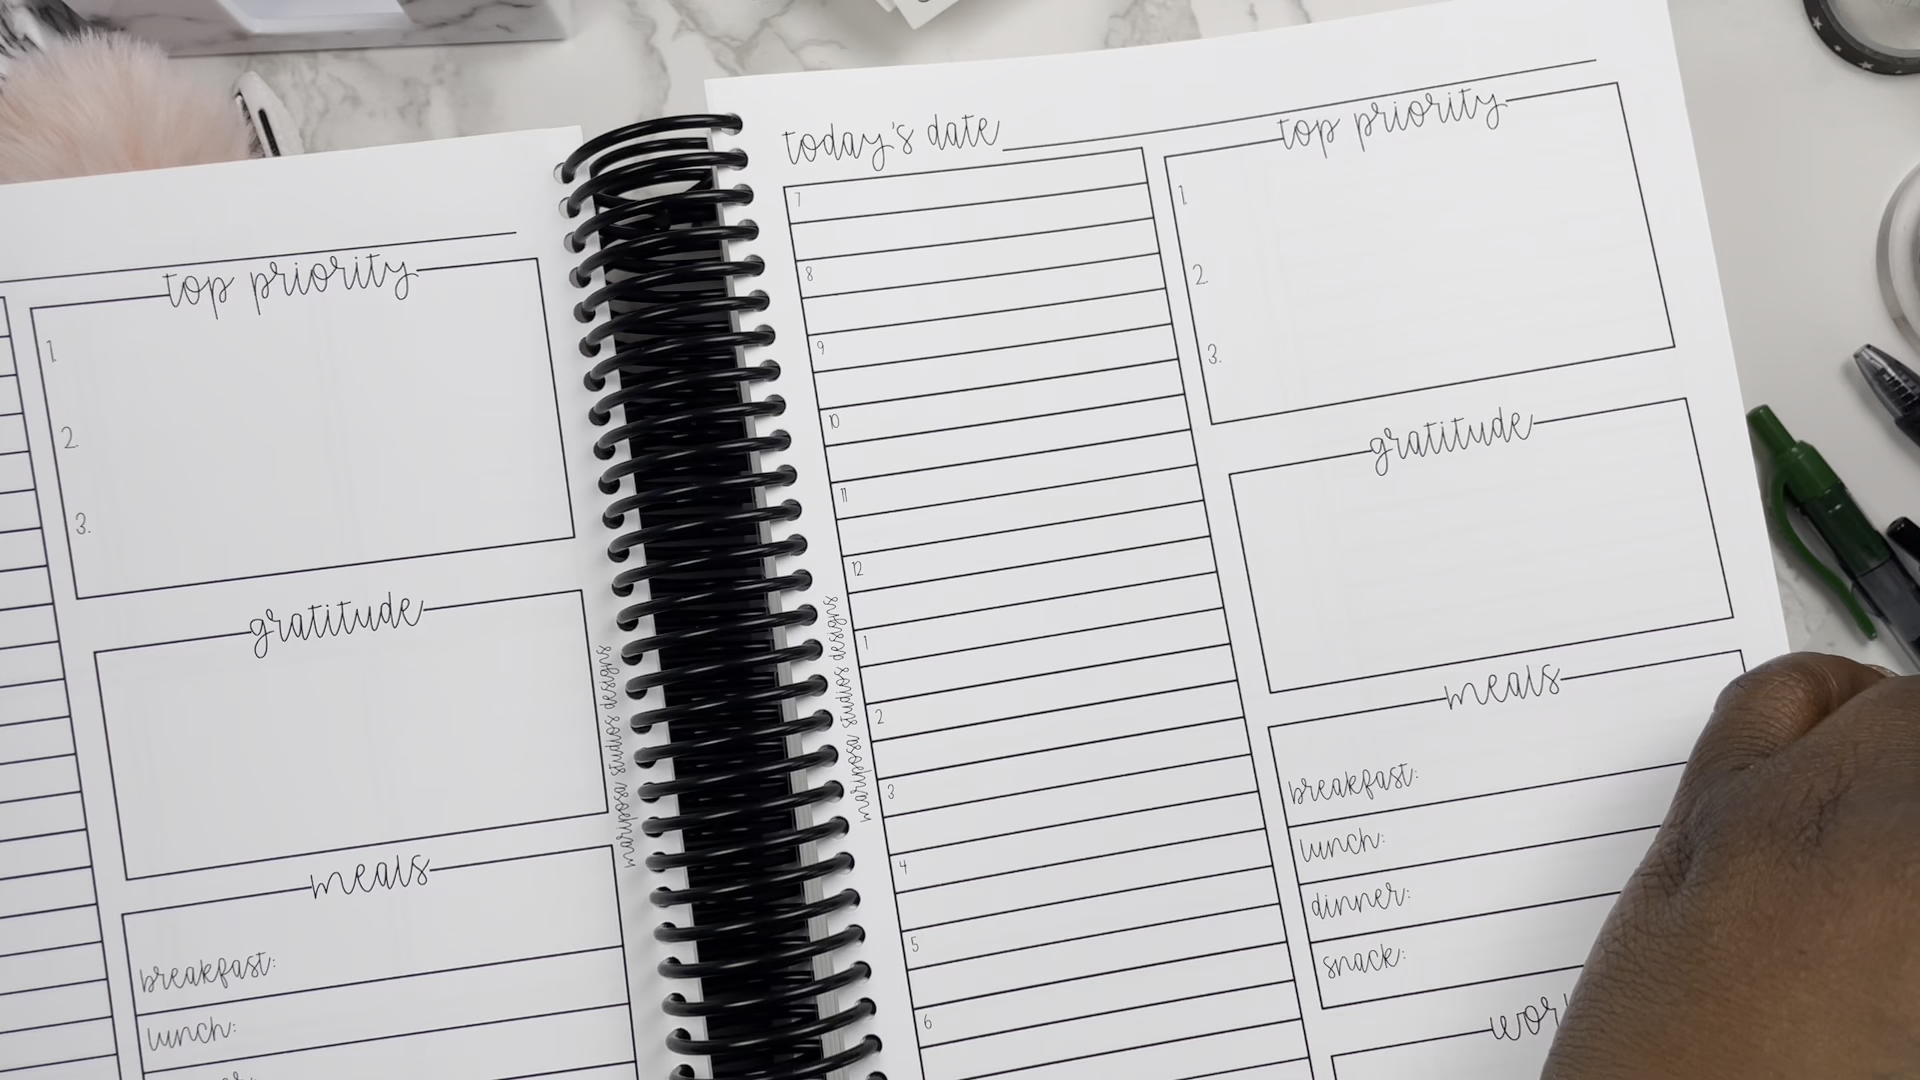 top priority
1
2
3.
gratitude
meals
breakfast:
lunch:
mariposa studios designs
today's date
7
8
9
10
11
12
1
2
3
4
5
6
mariposa studios designs
top priority
1
2
3.
gratitude
meals
breakfast:
lunch:
dinner:
snack: